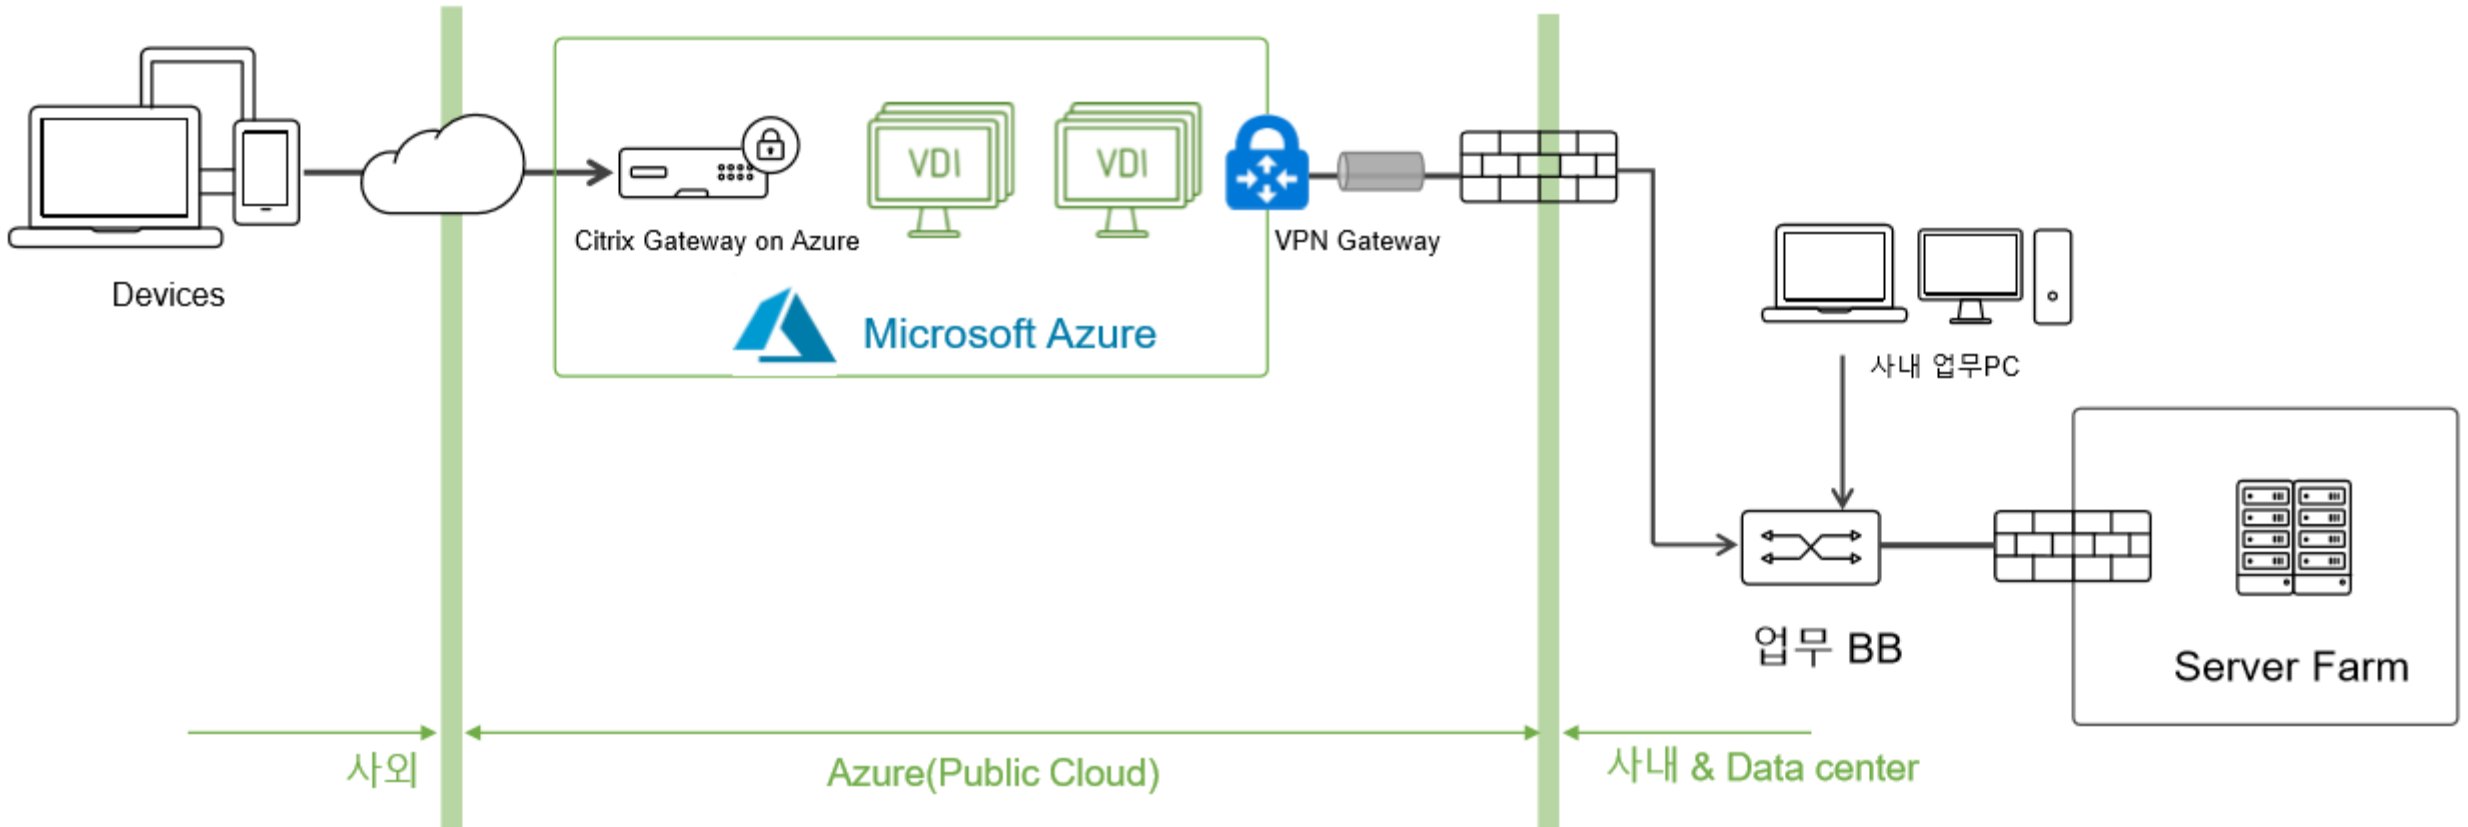 Devices
Citrix Gateway on Azure
VDI
VDI
Microsoft Azure
VPN Gateway
사내 업무PC
업무 BB
Server Farm
사외
Azure(Public Cloud)
사내 & Data center